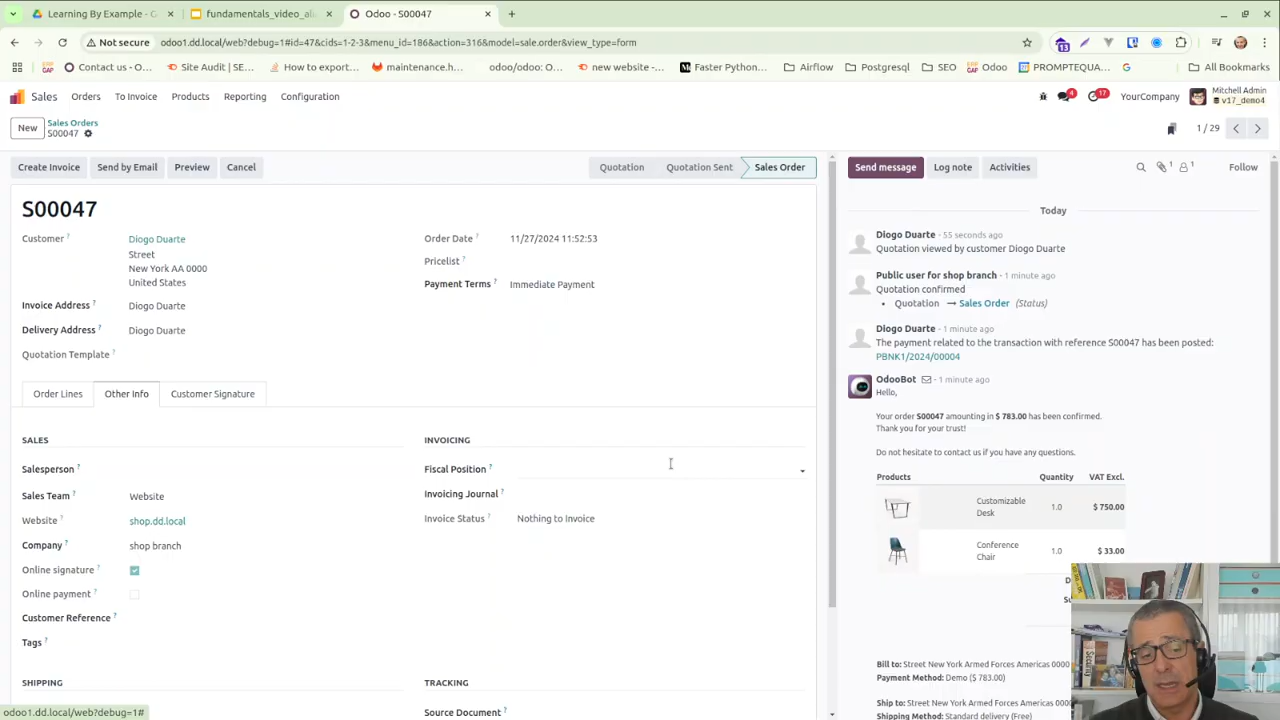 Learning By Example - G
fundamentals_video_ali
Odoo - S00047
Not secure
odoo1.dd.local/web?debug=1#id=47&cids=1-2-3&menu_id=186&action=316&model=sale.order&view_type=form
13
Contact us - O...
Site Audit | SE...
How to export...
maintenance.h...
odoo/odoo: O...
new website -...
Faster Python...
Airflow
Postgresql
SEO
Odoo
PROMPTEQUA...
All Bookmarks
Sales
Orders
To Invoice
Products
Reporting
Configuration
4
17
YourCompany
Mitchell Admin
v17_demo4
New
Sales Orders
S00047
1 / 29
Create Invoice
Send by Email
Preview
Cancel
Quotation
Quotation Sent
Sales Order
Send message
Log note
Activities
1
1
Follow
S00047
Customer ?
Diogo Duarte
Street
New York AA 0000
United States
Invoice Address ?
Diogo Duarte
Delivery Address ?
Diogo Duarte
Quotation Template ?
Order Date ?
11/27/2024 11:52:53
Pricelist ?
Payment Terms ?
Immediate Payment
Order Lines
Other Info
Customer Signature
SALES
Salesperson ?
Sales Team ?
Website
Website ?
shop.dd.local
Company ?
shop branch
Online signature ?
Online payment ?
Customer Reference ?
Tags ?
INVOICING
Fiscal Position ?
Invoicing Journal ?
Invoice Status ?
Nothing to Invoice
SHIPPING
TRACKING
Source Document ?
Today
Diogo Duarte - 55 seconds ago
Quotation viewed by customer Diogo Duarte
Public user for shop branch - 1 minute ago
Quotation confirmed
• Quotation → Sales Order (Status)
Diogo Duarte - 1 minute ago
The payment related to the transaction with reference S00047 has been posted:
PBNK1/2024/00004
OdooBot - 1 minute ago
Hello,
Your order S00047 amounting in $ 783.00 has been confirmed.
Thank you for your trust!
Do not hesitate to contact us if you have any questions.
Products Quantity VAT Excl.
Customizable
Desk
1.0
$ 750.00
Conference
Chair
1.0
$ 33.00
Bill to: Street New York Armed Forces Americas 0000
Payment Method: Demo ($ 783.00)
Ship to: Street New York Armed Forces Americas 0000
Shipping Method: Standard delivery (Free)
odoo1.dd.local/web?debug=1#